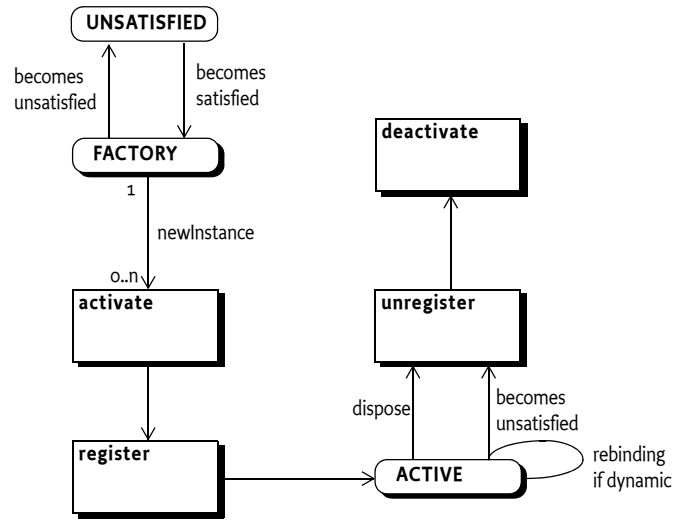 UNSATISFIED
becomes
unsatisfied
becomes
satisfied
FACTORY
1
newInstance
0..n
activate
register
deactivate
unregister
dispose
becomes
unsatisfied
ACTIVE
rebinding
if dynamic